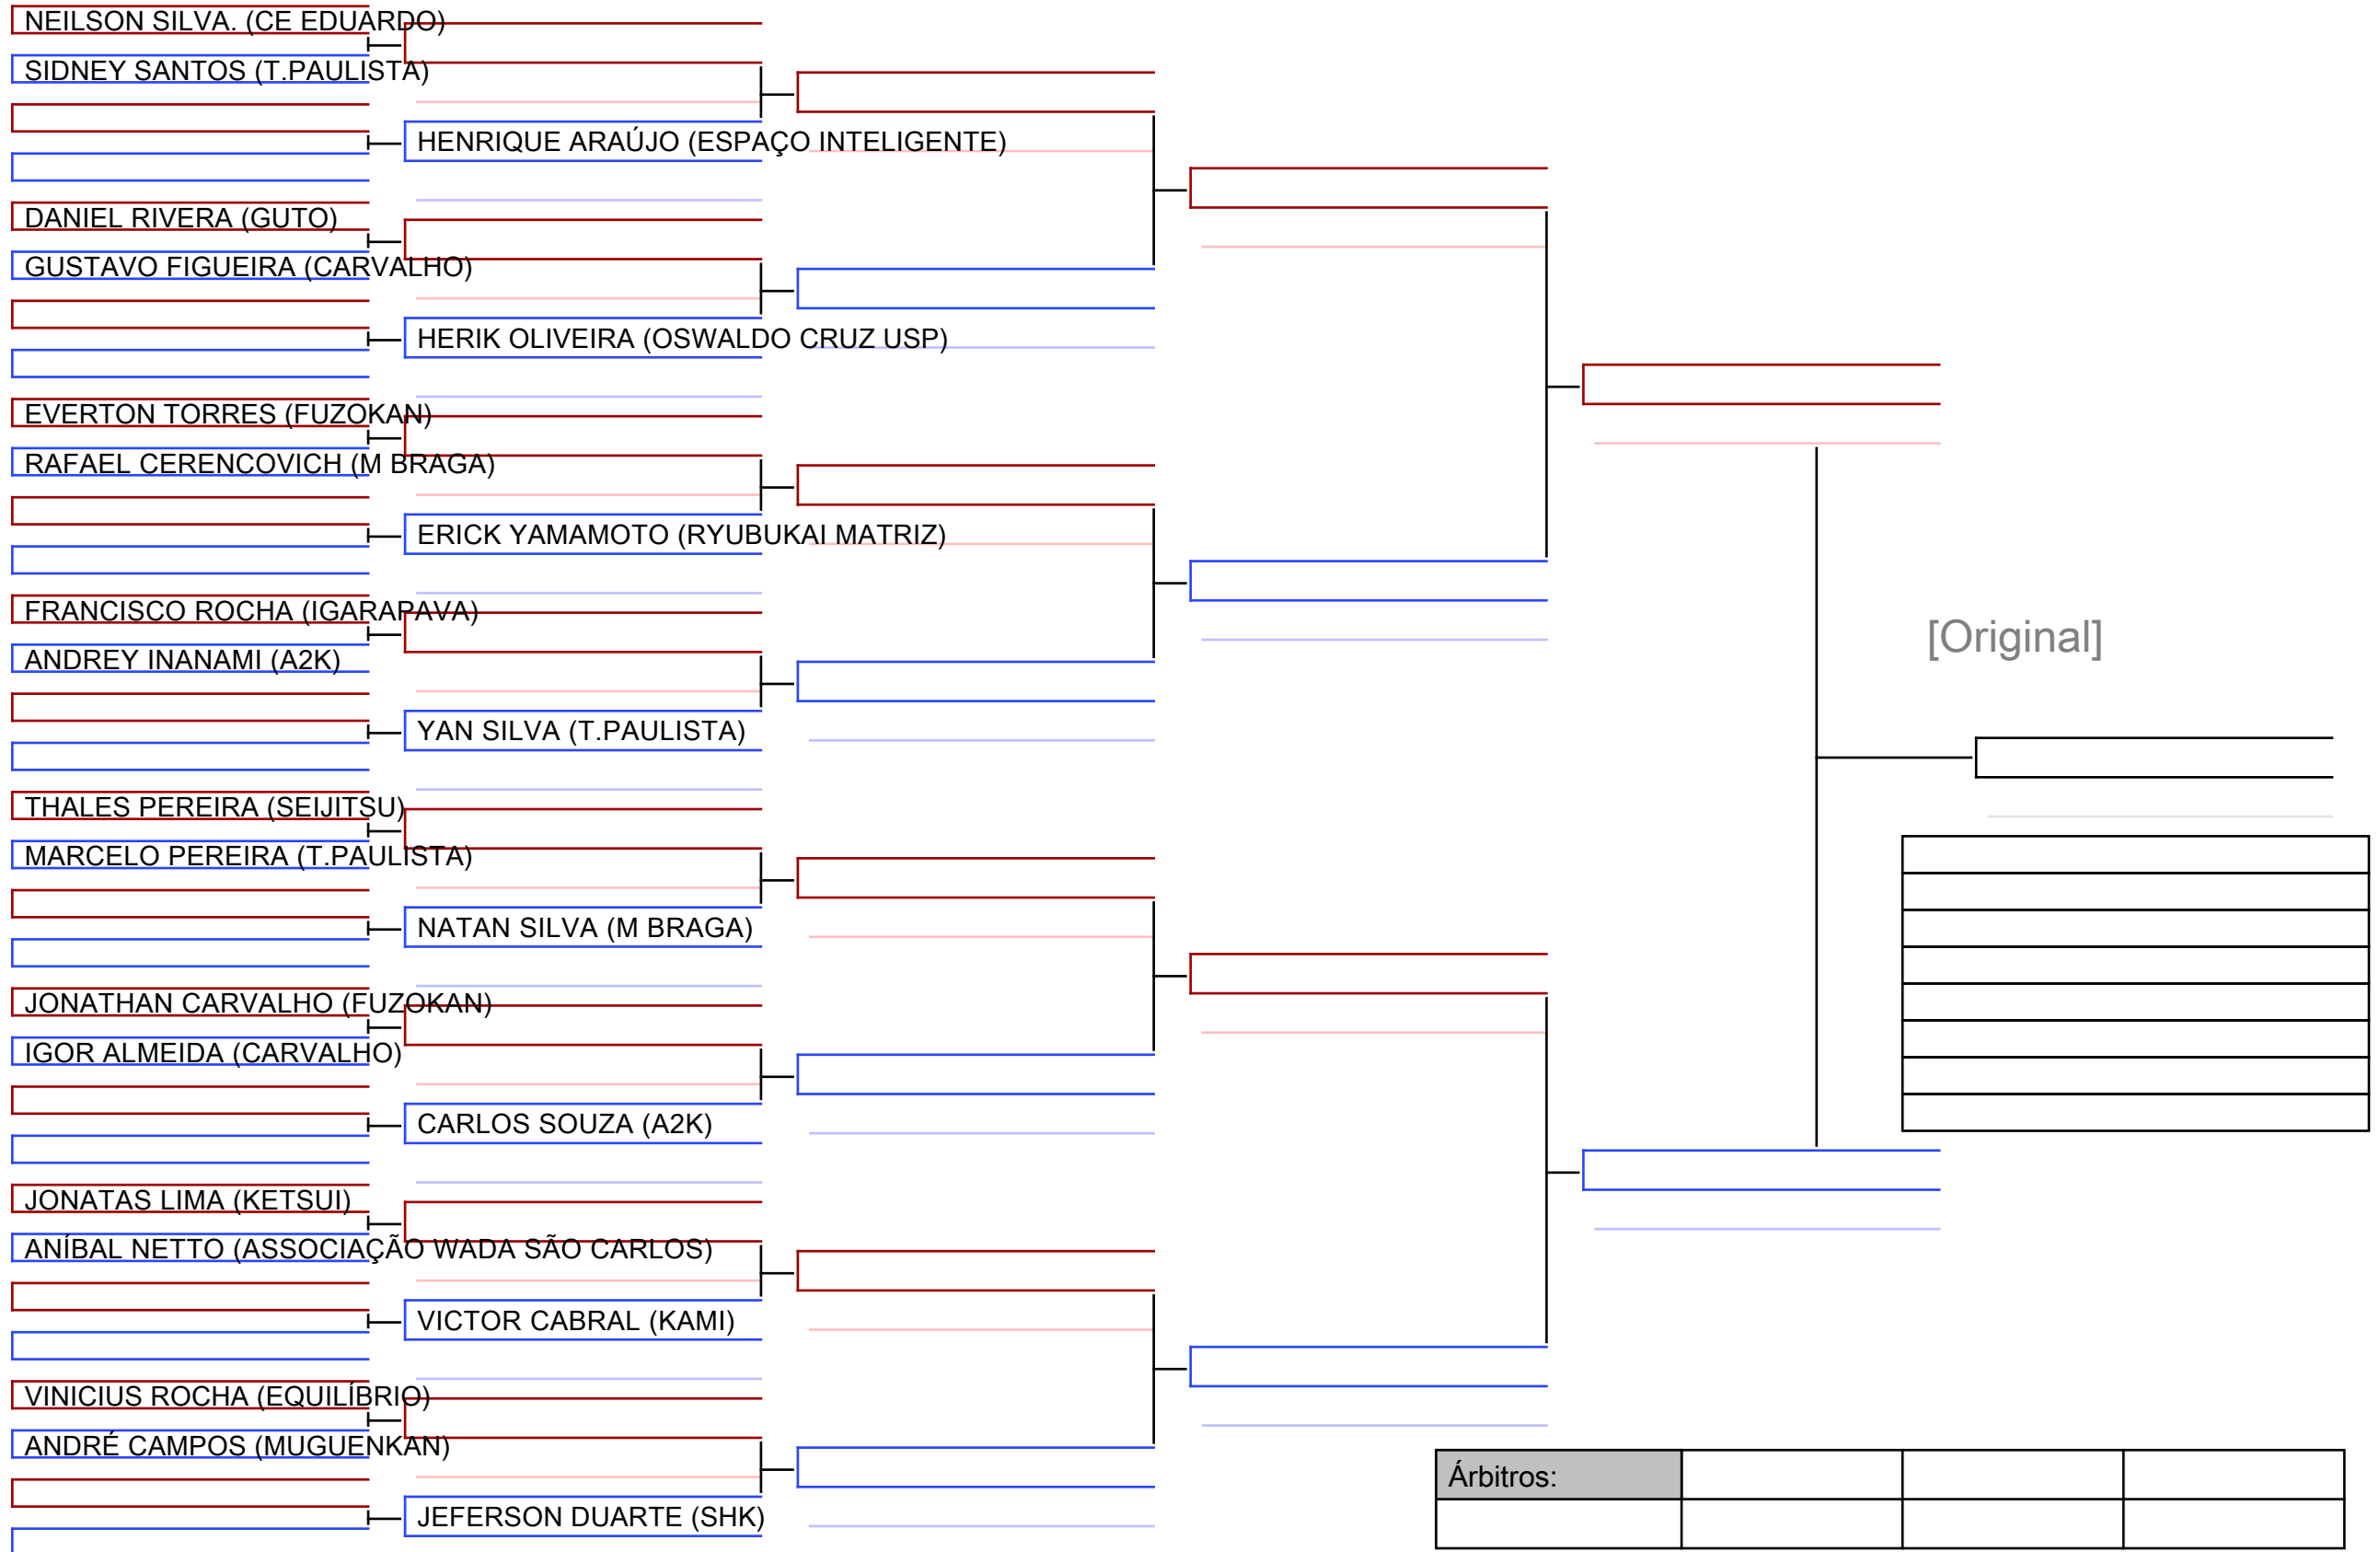 NEILSON SILVA. (CE EDUARDO)
SIDNEY SANTOS (T.PAULISTA)
HENRIQUE ARAÚJO (ESPAÇO INTELIGENTE)
DANIEL RIVERA (GUTO)
GUSTAVO FIGUEIRA (CARVALHO)
HERIK OLIVEIRA (OSWALDO CRUZ USP)
EVERTON TORRES (FUZOKAN)
RAFAEL CERENCOVICH (M BRAGA)
ERICK YAMAMOTO (RYUBUKAI MATRIZ)
FRANCISCO ROCHA (IGARAPAVA)
[Original]
ANDREY INANAMI (A2K)
YAN SILVA (T.PAULISTA)
THALES PEREIRA (SEIJITSU)
MARCELO PEREIRA (T.PAULISTA)
NATAN SILVA (M BRAGA)
JONATHAN CARVALHO (FUZOKAN)
IGOR ALMEIDA (CARVALHO)
CARLOS SOUZA (A2K)
JONATAS LIMA (KETSUI)
ANÍBAL NETTO (ASSOCIAÇÃO WADA SÃO CARLOS)
VICTOR CABRAL (KAMI)
VINICIUS ROCHA (EQUILÍBRIO)
ANDRÉ CAMPOS (MUGUENKAN)
Árbitros:
JEFERSON DUARTE (SHK)